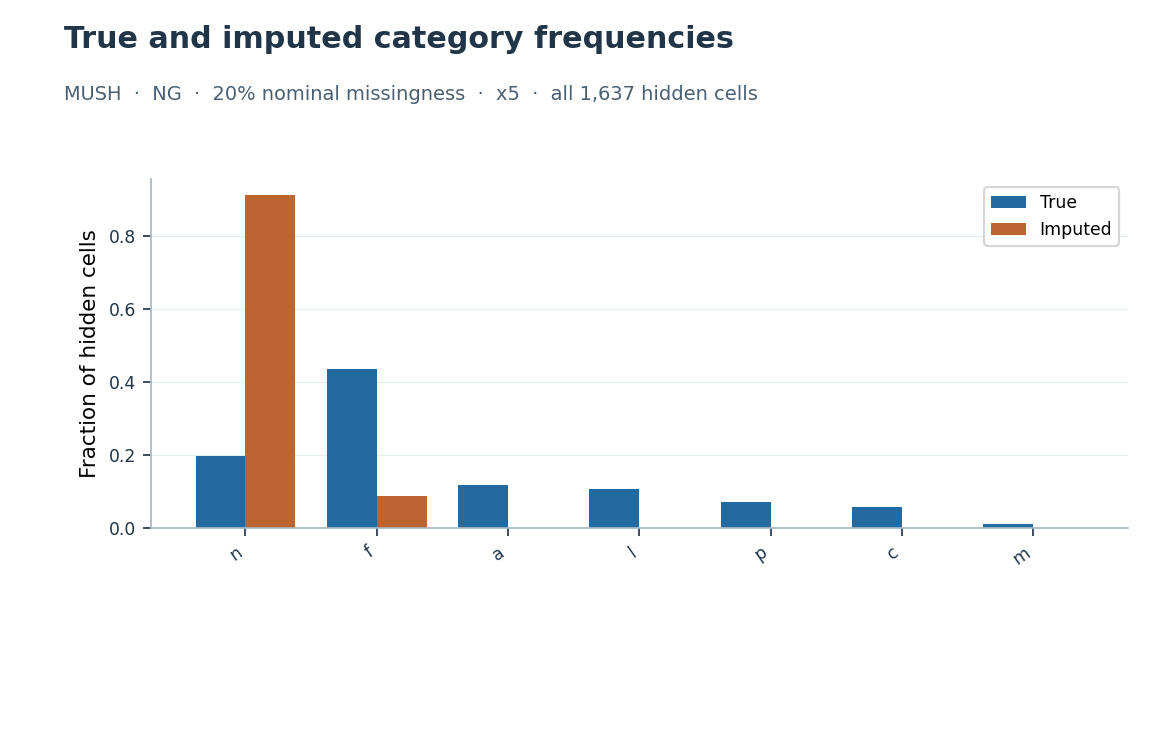 True and imputed category frequencies
MUSH · NG · 20% nominal missingness · x5 · all 1,637 hidden cells
True
Imputed
Fraction of hidden cells
0.8
0.6
0.4
0.2
0.0
n
f
a
l
p
c
m